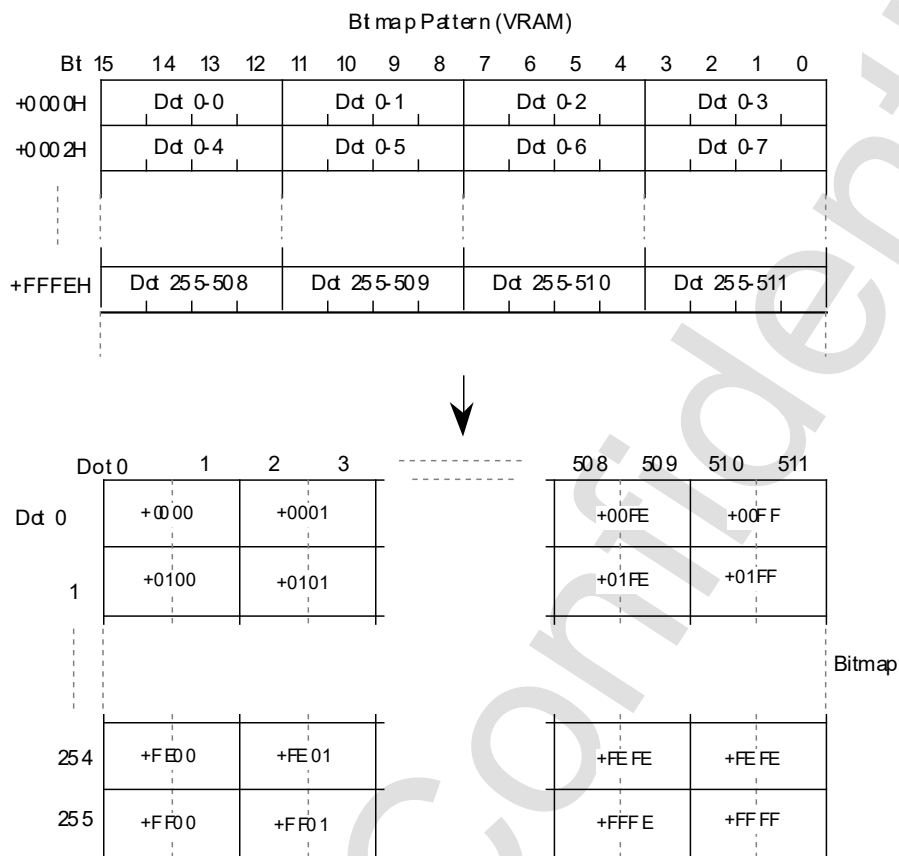 Bitmap Pattern (VRAM)
Bit 15 14 13 12 11 10 9 8 7 6 5 4 3 2 1 0
+0000H Dot 0-0 Dot 0-1 Dot 0-2 Dot 0-3
+0002H Dot 0-4 Dot 0-5 Dot 0-6 Dot 0-7
+FFFEH Dot 255-508 Dot 255-509 Dot 255-510 Dot 255-511
Dot 0 1 2 3 508 509 510 511
Dot 0 +0000 +0001 +00FE +00FF
1 +0100 +0101 +01FE +01FF
Bitmap
254 +FE00 +FE01 +FEFE +FEFE
255 +FF00 +FF01 +FFFE +FFFF
Confident